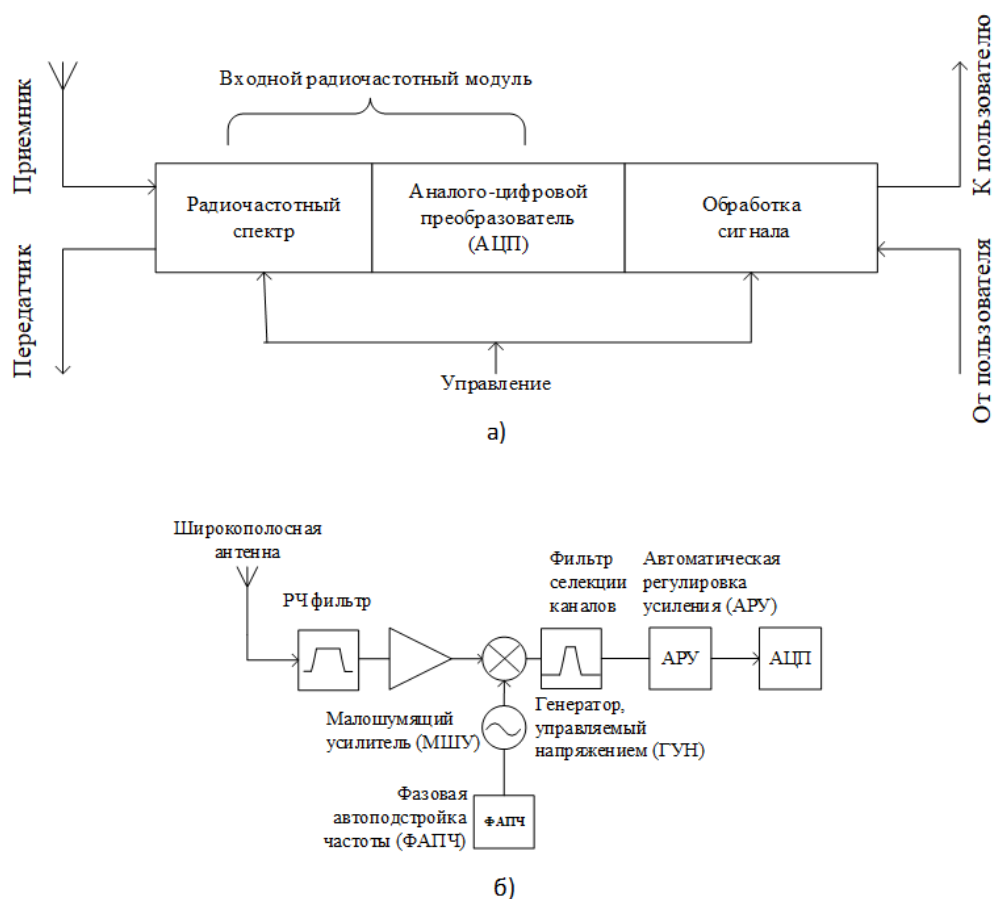 Входной радиочастотный модуль
Приемник
Передатчик
Радиочастотный
спектр
Аналого-цифровой
преобразователь
(АЦП)
Обработка
сигнала
К пользователю
От пользователя
Управление
а)
Широкополосная
антенна
РЧ фильтр
Фильтр
селекции
каналов
Автоматическая
регулировка
усиления (АРУ)
АРУ
АЦП
Малошумящий
усилитель (МШУ)
Генератор,
управляемый
напряжением (ГУН)
Фазовая
автоподстройка
частоты (ФАПЧ)
ФАПЧ
б)